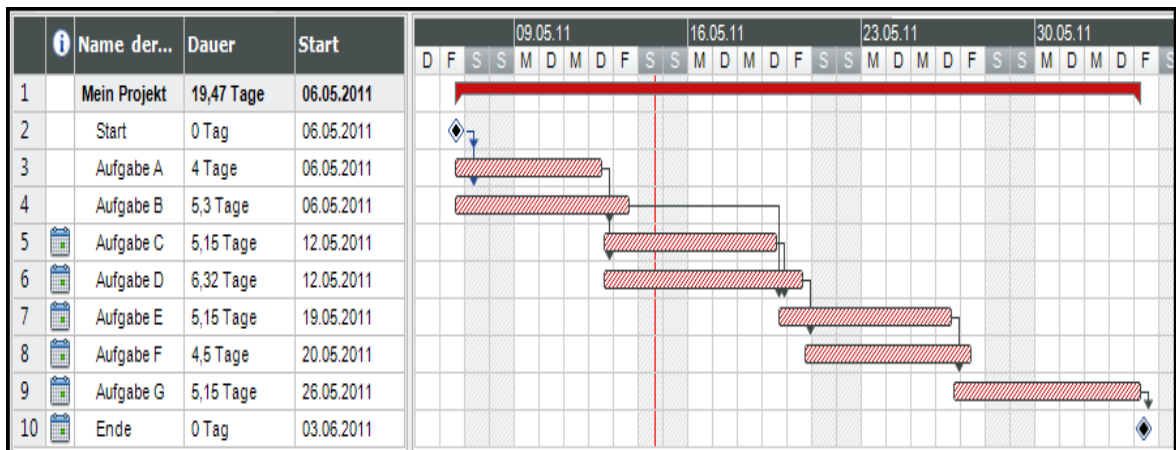 Name der... Dauer Start
09.05.11 16.05.11 23.05.11 30.05.11
D F S S M D M D F S S M D M D F S S M D M D F S S M D M D F S
1 Mein Projekt 19,47 Tage 06.05.2011
2 Start 0 Tag 06.05.2011
3 Aufgabe A 4 Tage 06.05.2011
4 Aufgabe B 5,3 Tage 06.05.2011
5 Aufgabe C 5,15 Tage 12.05.2011
6 Aufgabe D 6,32 Tage 12.05.2011
7 Aufgabe E 5,15 Tage 19.05.2011
8 Aufgabe F 4,5 Tage 20.05.2011
9 Aufgabe G 5,15 Tage 26.05.2011
10 Ende 0 Tag 03.06.2011